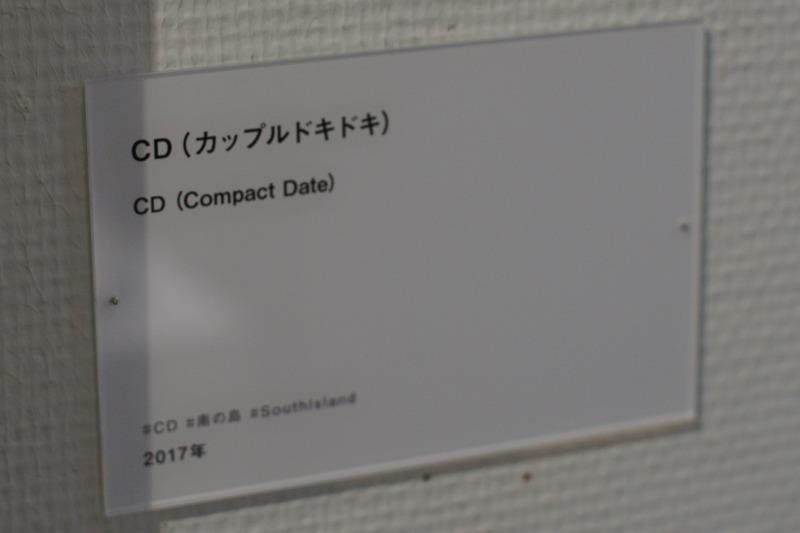 CD（カップルドキドキ）
CD（Compact Date）
#CD #南の島 #SouthIsland
2017年